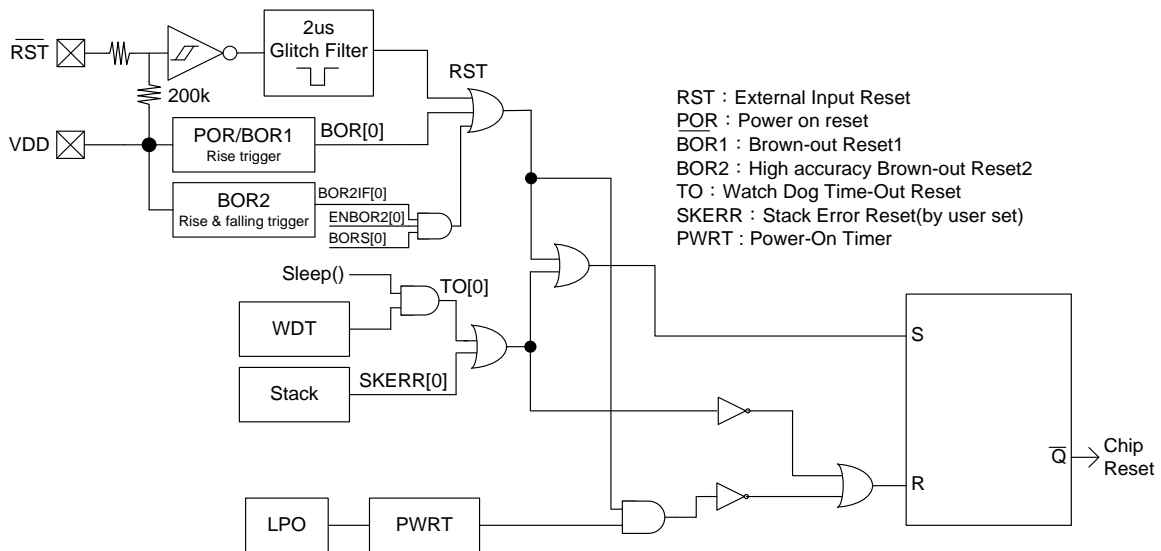 2us
Glitch Filter
RST
RST
200k
VDD
POR/BOR1
Rise trigger
BOR[0]
BOR2
Rise & falling trigger
BOR2IF[0]
ENBOR2[0]
BORS[0]
RST：External Input Reset
POR：Power on reset
BOR1：Brown-out Reset1
BOR2：High accuracy Brown-out Reset2
TO：Watch Dog Time-Out Reset
SKERR：Stack Error Reset(by user set)
PWRT : Power-On Timer
Sleep()
TO[0]
WDT
Stack
SKERR[0]
S
Q
Chip
Reset
R
LPO
PWRT